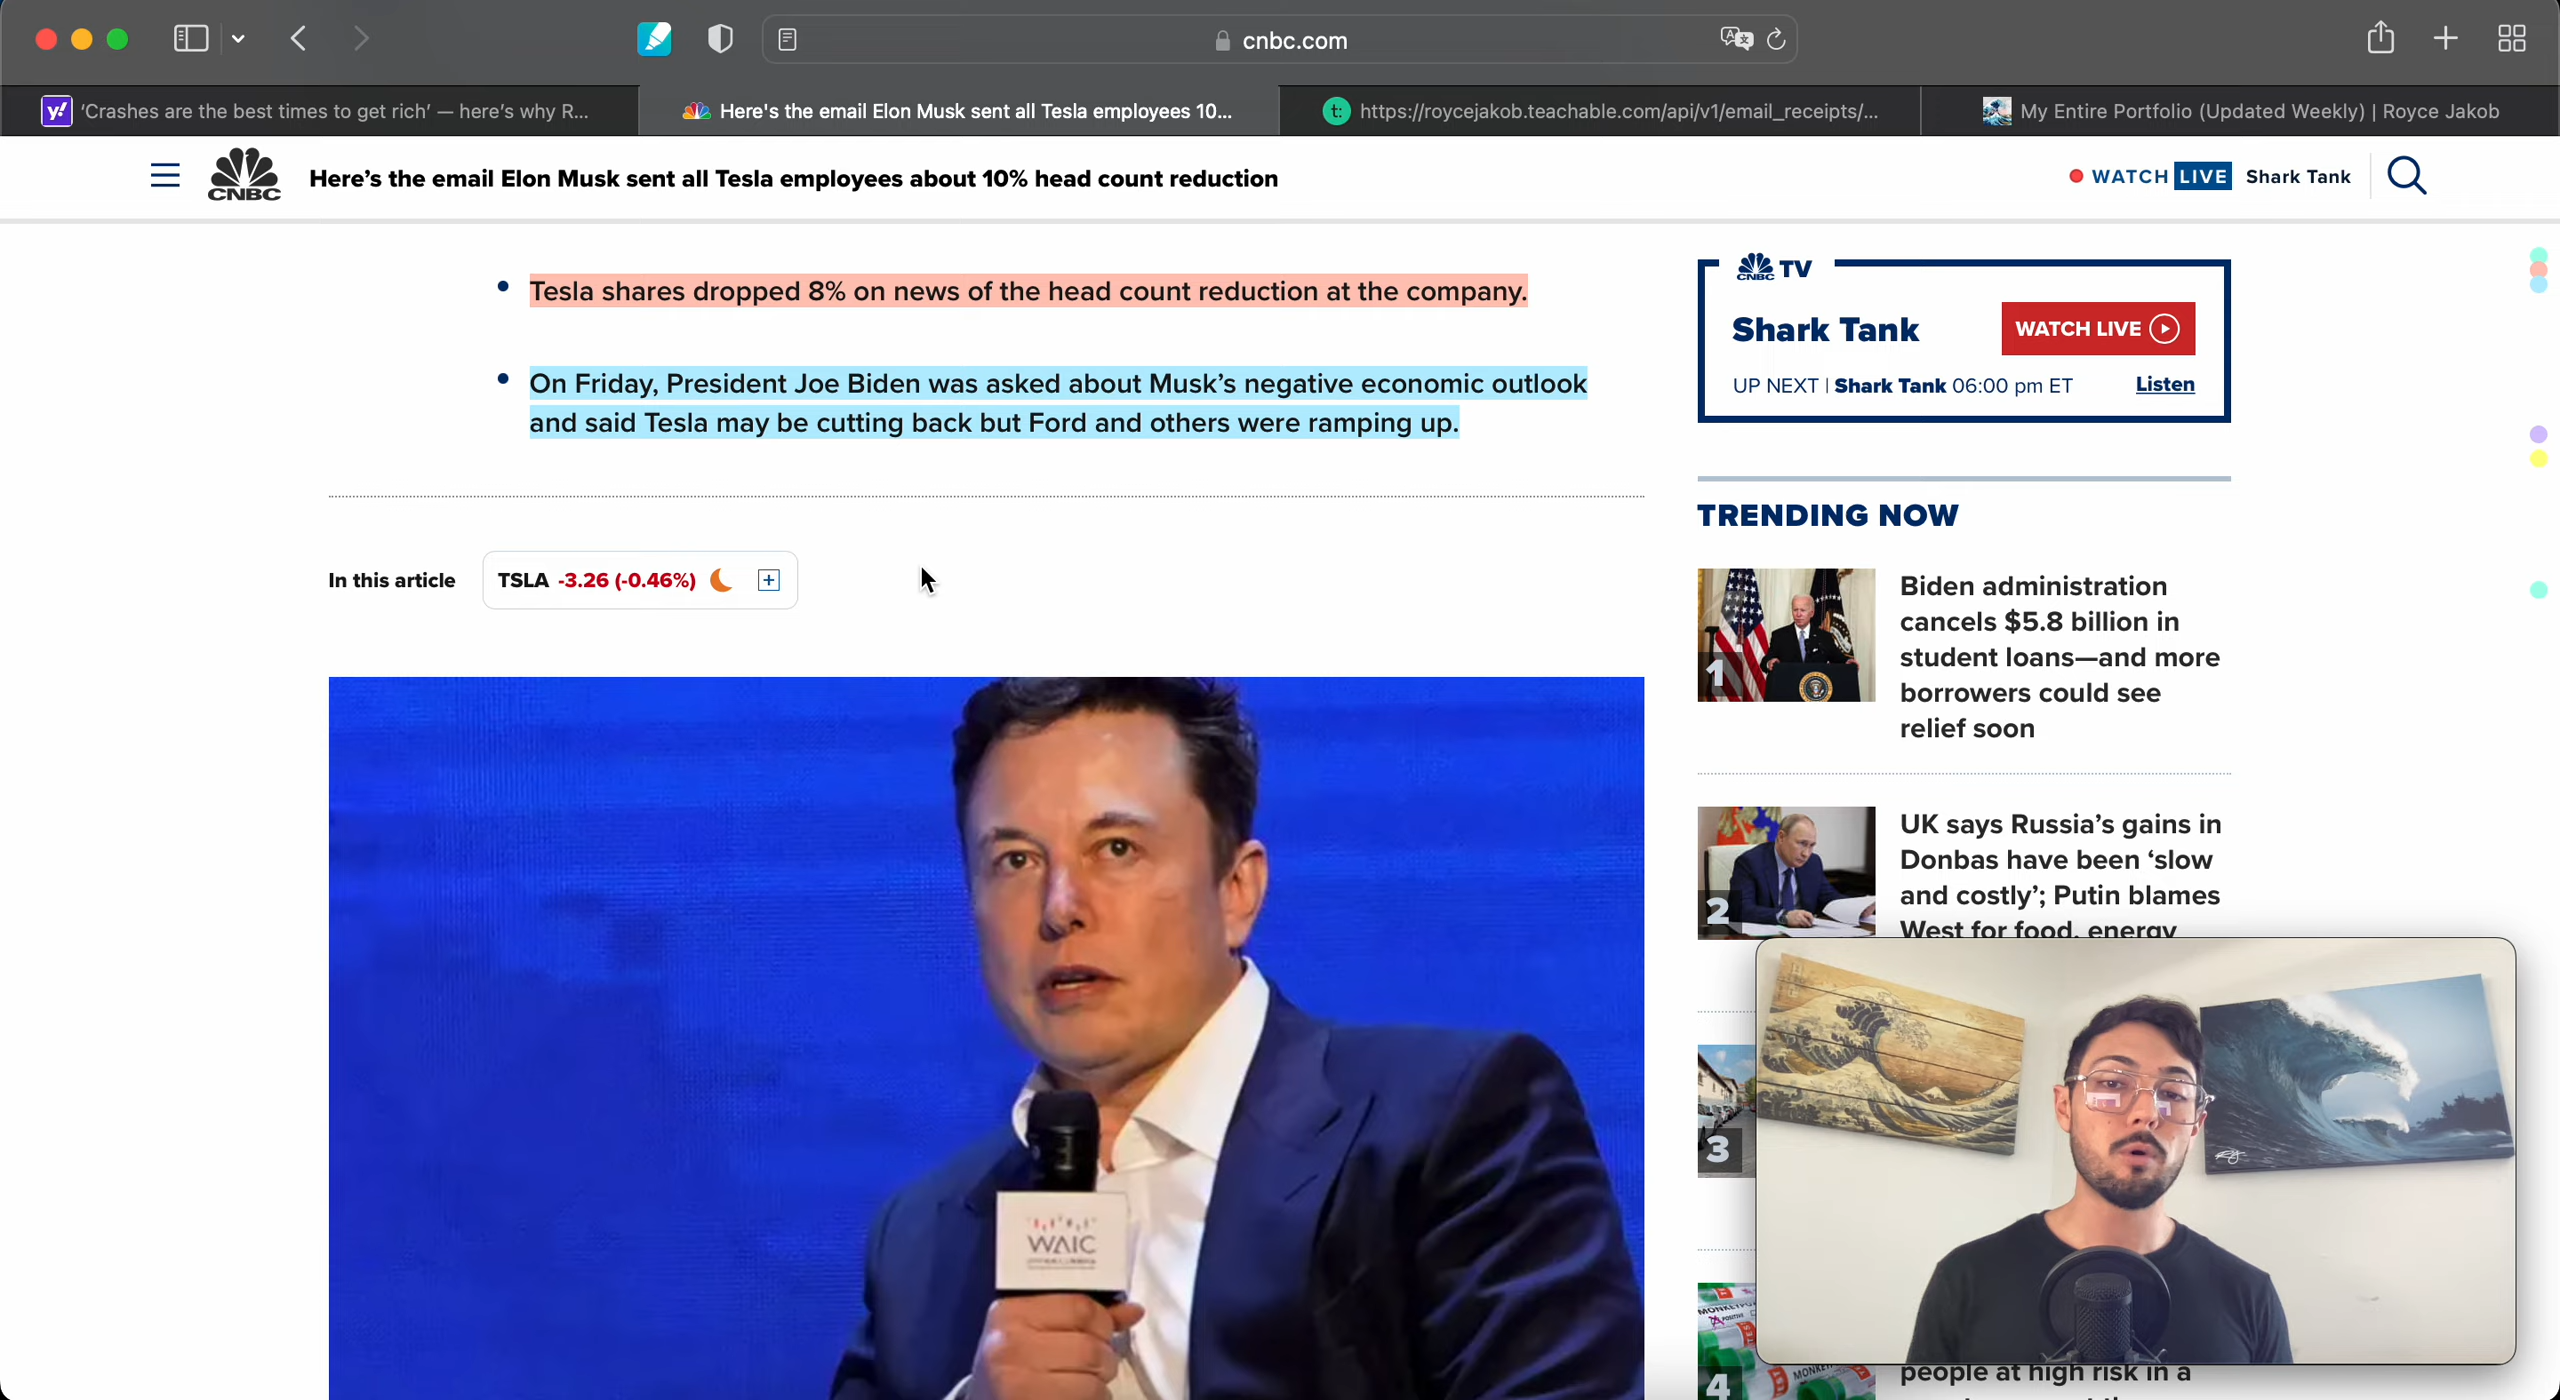 cnbc.com
'Crashes are the best times to get rich' — here's why R...
Here's the email Elon Musk sent all Tesla employees 10...
t: https://roycejakob.teachable.com/api/v1/email_receipts/...
My Entire Portfolio (Updated Weekly) | Royce Jakob
CNBC
Here's the email Elon Musk sent all Tesla employees about 10% head count reduction
WATCH LIVE Shark Tank
• Tesla shares dropped 8% on news of the head count reduction at the company.
• On Friday, President Joe Biden was asked about Musk's negative economic outlook
and said Tesla may be cutting back but Ford and others were ramping up.
In this article
TSLA -3.26 (-0.46%)
WAIC
CNBC TV
Shark Tank
WATCH LIVE
UP NEXT | Shark Tank 06:00 pm ET
Listen
TRENDING NOW
1
Biden administration
cancels $5.8 billion in
student loans—and more
borrowers could see
relief soon
2
UK says Russia's gains in
Donbas have been 'slow
and costly'; Putin blames
West for food, energy
3
4
people at high risk in a